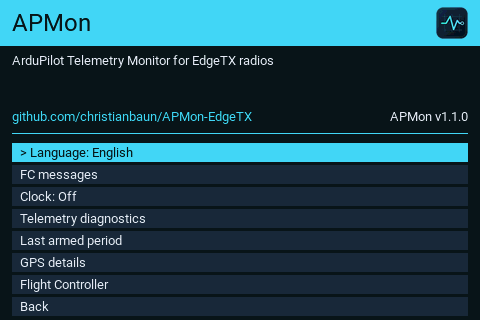 APMon
ArduPilot Telemetry Monitor for EdgeTX radios
github.com/christianbaun/APMon-EdgeTX
APMon v1.1.0
> Language: English
FC messages
Clock: Off
Telemetry diagnostics
Last armed period
GPS details
Flight Controller
Back